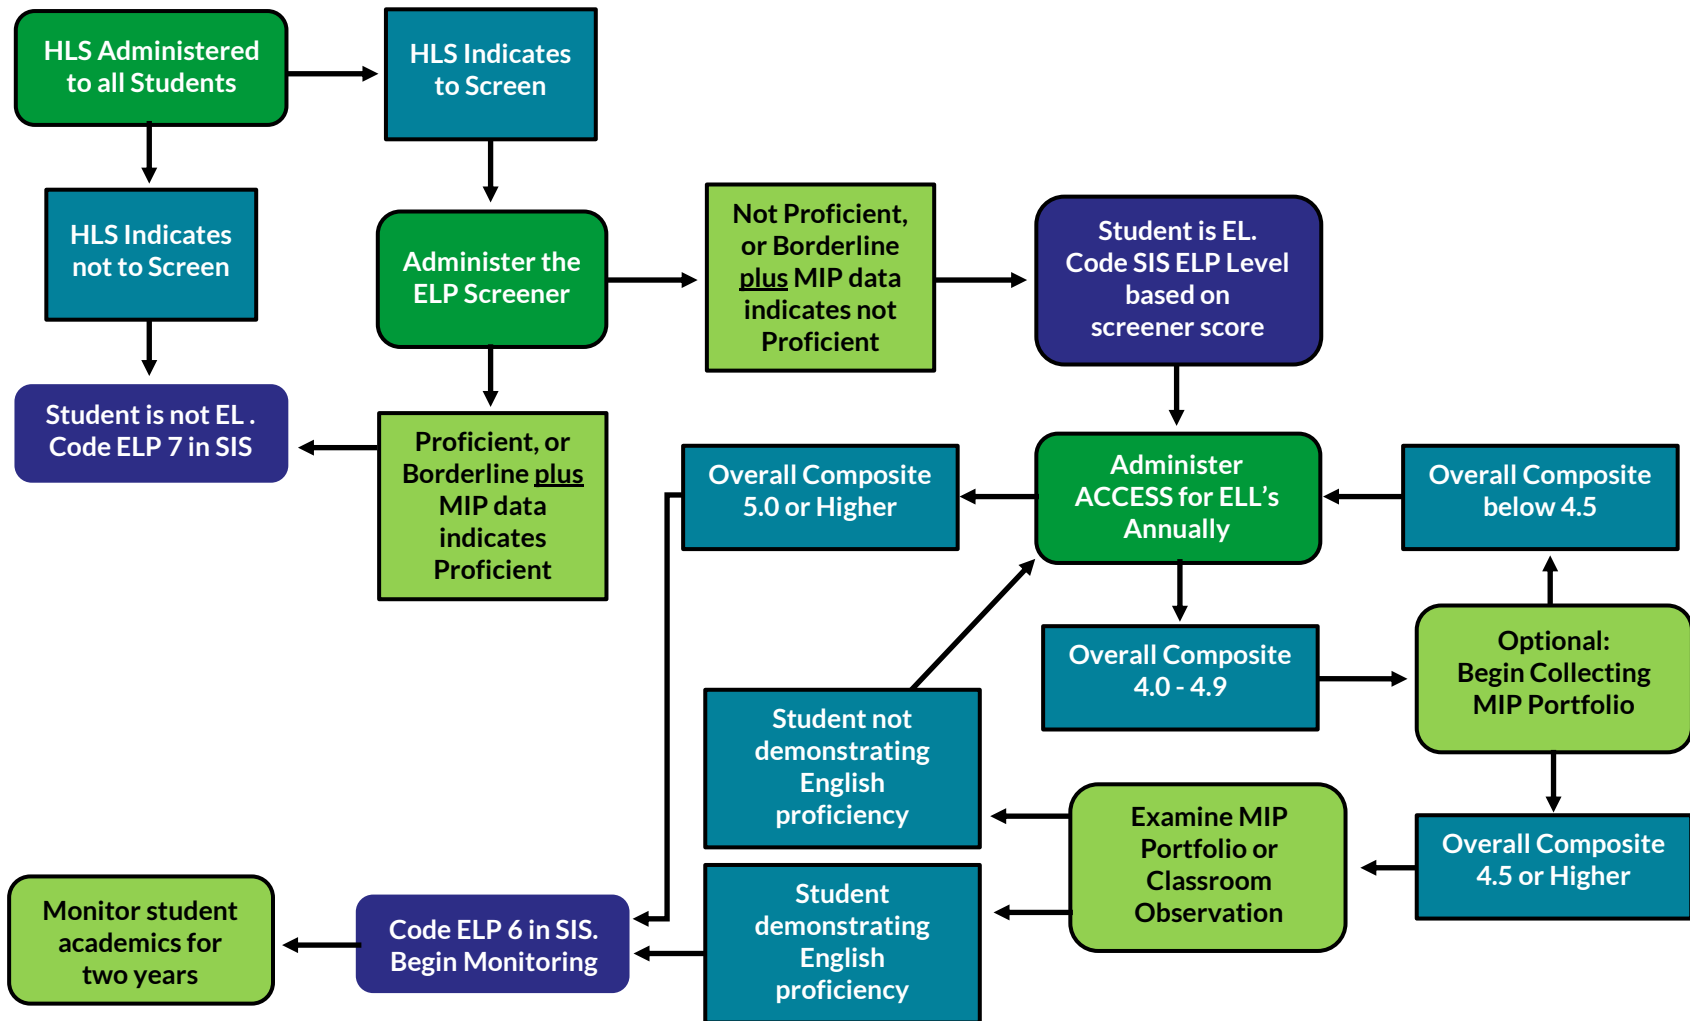 HLS Administered
to all Students
HLS Indicates
to Screen
HLS Indicates
not to Screen
Administer the
ELP Screener
Not Proficient,
or Borderline
plus MIP data
indicates not
Proficient
Student is EL.
Code SIS ELP Level
based on
screener score
Student is not EL .
Code ELP 7 in SIS
Proficient, or
Borderline plus
MIP data
indicates
Proficient
Overall Composite
5.0 or Higher
Administer
ACCESS for ELL’s
Annually
Overall Composite
below 4.5
Overall Composite
4.0 - 4.9
Optional:
Begin Collecting
MIP Portfolio
Student not
demonstrating
English
proficiency
Examine MIP
Portfolio or
Classroom
Observation
Overall Composite
4.5 or Higher
Monitor student
academics for
two years
Code ELP 6 in SIS.
Begin Monitoring
Student
demonstrating
English
proficiency